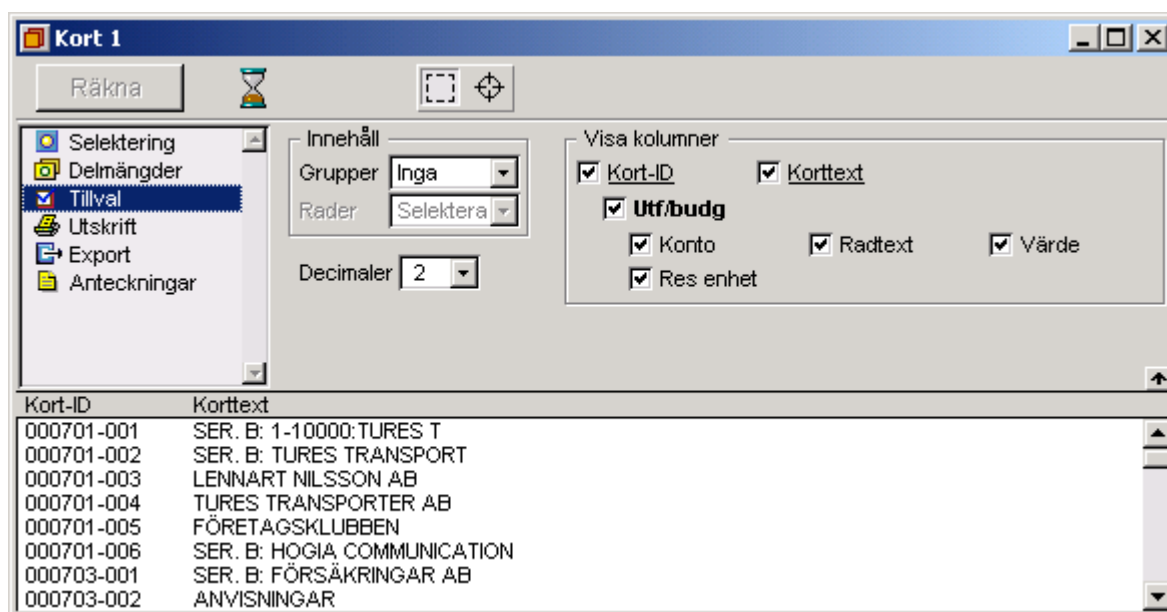 Kort 1
Räkna
Selektering
Delmängder
Tillval
Utskrift
Export
Anteckningar
Innehåll
Grupper Inga
Rader Selektera
Decimaler 2
Visa kolumner
Kort-ID Korttext
Utf/budg
Konto Radtext Värde
Res enhet
Kort-ID Korttext
000701-001 SER. B: 1-10000:TURES T
000701-002 SER. B: TURES TRANSPORT
000701-003 LENNART NILSSON AB
000701-004 TURES TRANSPORTER AB
000701-005 FÖRETAGSKLUBBEN
000701-006 SER. B: HOGIA COMMUNICATION
000703-001 SER. B: FÖRSÄKRINGAR AB
000703-002 ANVISNINGAR